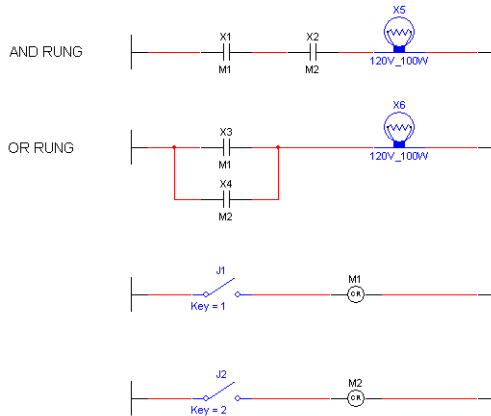 X5
AND RUNG X1 X2
M1 M2 120V_100W
X6
OR RUNG X3
M1 120V_100W
X4
M2
J1 M1
CR
Key = 1
J2 M2
CR
Key = 2